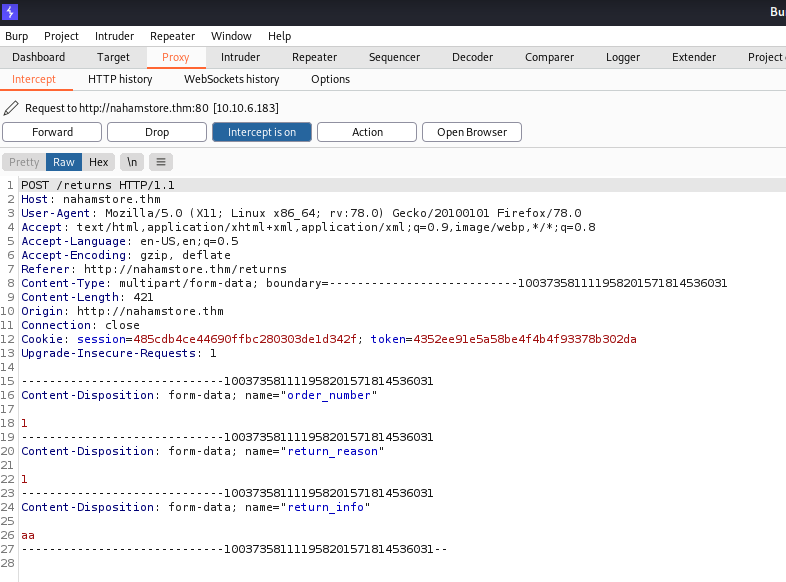 Bu
Burp Project Intruder Repeater Window Help
Dashboard Target Proxy Intruder Repeater Sequencer Decoder Comparer Logger Extender Project
Intercept HTTP history WebSockets history Options
Request to http://nahamstore.thm:80 [10.10.6.183]
Forward Drop Intercept is on Action Open Browser
Pretty Raw Hex \n ≡
1 POST /returns HTTP/1.1
2 Host: nahamstore.thm
3 User-Agent: Mozilla/5.0 (X11; Linux x86_64; rv:78.0) Gecko/20100101 Firefox/78.0
4 Accept: text/html,application/xhtml+xml,application/xml;q=0.9,image/webp,*/*;q=0.8
5 Accept-Language: en-US,en;q=0.5
6 Accept-Encoding: gzip, deflate
7 Referer: http://nahamstore.thm/returns
8 Content-Type: multipart/form-data; boundary=---------------------------100373581111958201571814536031
9 Content-Length: 421
10 Origin: http://nahamstore.thm
11 Connection: close
12 Cookie: session=485cdb4ce44690ffbc280303de1d342f; token=4352ee91e5a58be4f4b4f93378b302da
13 Upgrade-Insecure-Requests: 1
14
15 -----------------------------100373581111958201571814536031
16 Content-Disposition: form-data; name="order_number"
17
18 1
19 -----------------------------100373581111958201571814536031
20 Content-Disposition: form-data; name="return_reason"
21
22 1
23 -----------------------------100373581111958201571814536031
24 Content-Disposition: form-data; name="return_info"
25
26 aa
27 -----------------------------100373581111958201571814536031--
28